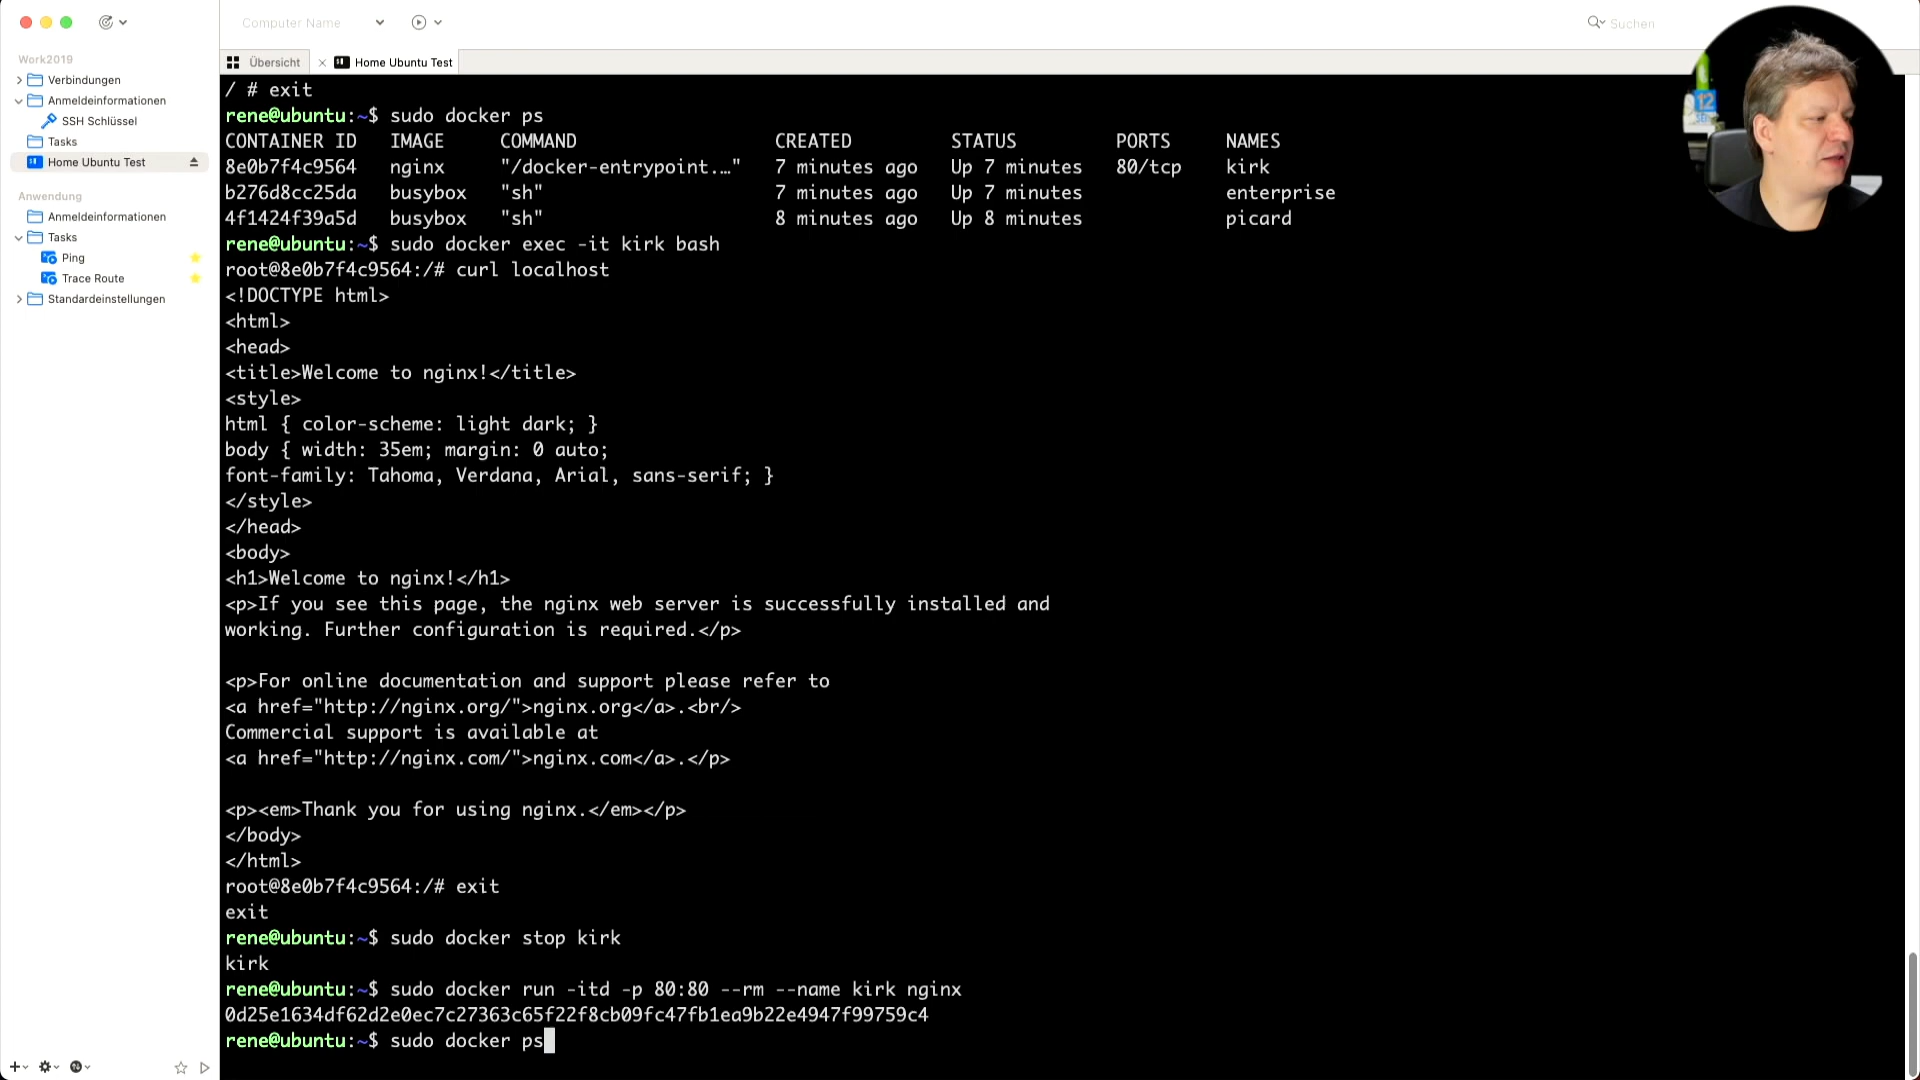 Computer Name
Suchen
Work2019
Verbindungen
Anmeldeinformationen
SSH Schlüssel
Tasks
Home Ubuntu Test
Anwendung
Anmeldeinformationen
Tasks
Ping
Trace Route
Standardeinstellungen
Übersicht
Home Ubuntu Test
12
/ # exit
rene@ubuntu:~$ sudo docker ps
CONTAINER ID IMAGE COMMAND CREATED STATUS PORTS NAMES
8e0b7f4c9564 nginx "/docker-entrypoint.…" 7 minutes ago Up 7 minutes 80/tcp kirk
b276d8cc25da busybox "sh" 7 minutes ago Up 7 minutes enterprise
4f1424f39a5d busybox "sh" 8 minutes ago Up 8 minutes picard
rene@ubuntu:~$ sudo docker exec -it kirk bash
root@8e0b7f4c9564:/# curl localhost
<!DOCTYPE html>
<html>
<head>
<title>Welcome to nginx!</title>
<style>
html { color-scheme: light dark; }
body { width: 35em; margin: 0 auto;
font-family: Tahoma, Verdana, Arial, sans-serif; }
</style>
</head>
<body>
<h1>Welcome to nginx!</h1>
<p>If you see this page, the nginx web server is successfully installed and
working. Further configuration is required.</p>
<p>For online documentation and support please refer to
<a href="http://nginx.org/">nginx.org</a>.<br/>
Commercial support is available at
<a href="http://nginx.com/">nginx.com</a>.</p>
<p><em>Thank you for using nginx.</em></p>
</body>
</html>
root@8e0b7f4c9564:/# exit
exit
rene@ubuntu:~$ sudo docker stop kirk
kirk
rene@ubuntu:~$ sudo docker run -itd -p 80:80 --rm --name kirk nginx
0d25e1634df62d2e0ec7c27363c65f22f8cb09fc47fb1ea9b22e4947f99759c4
rene@ubuntu:~$ sudo docker ps